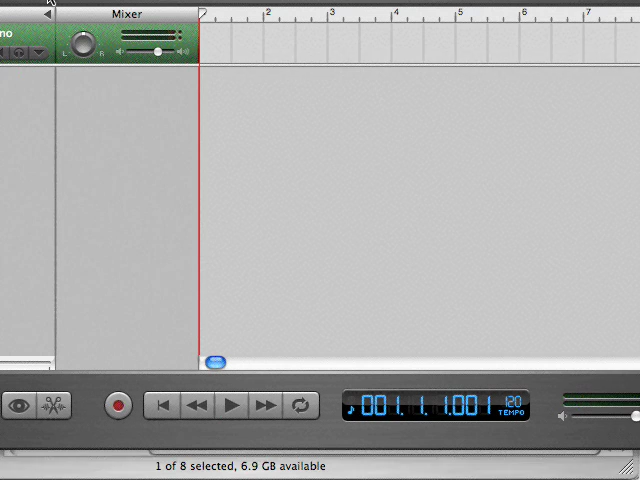 Mixer
2 3 4 5 6 7
no
L R
001. 1. 1.001 120
TEMPO
1 of 8 selected, 6.9 GB available